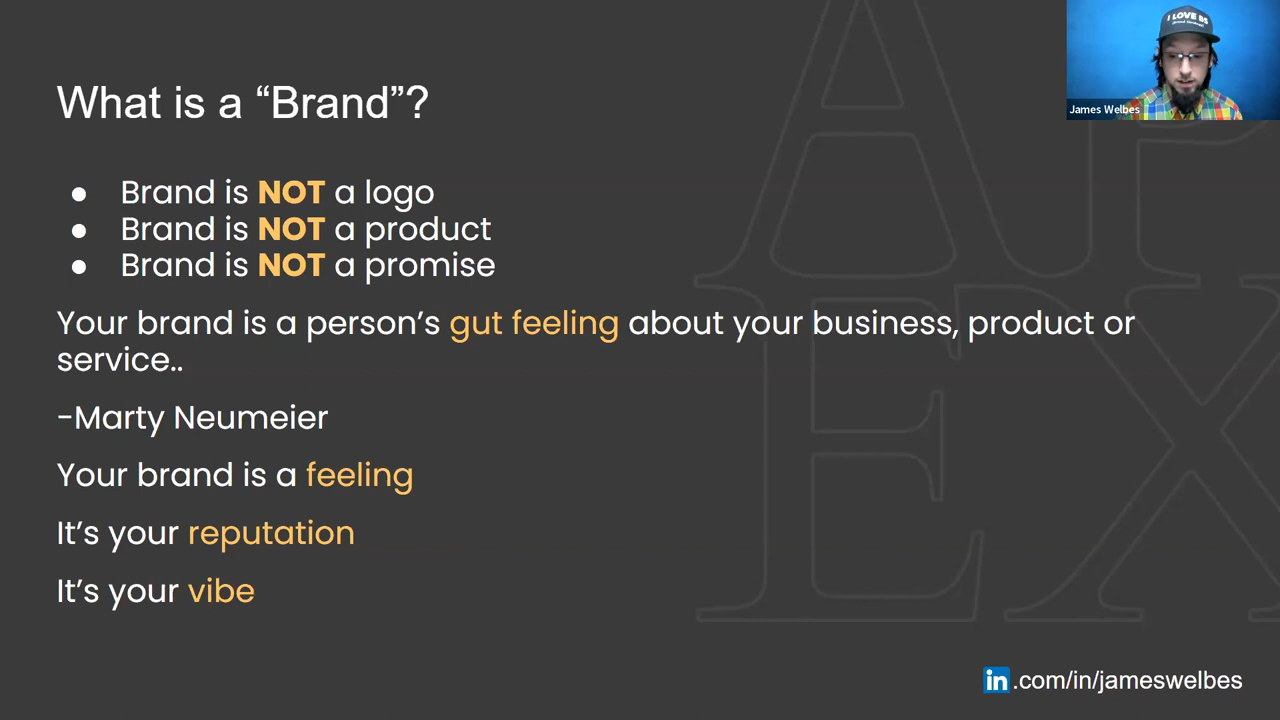 What is a “Brand”?
● Brand is NOT a logo
● Brand is NOT a product
● Brand is NOT a promise
Your brand is a person’s gut feeling about your business, product or
service..
-Marty Neumeier
Your brand is a feeling
It’s your reputation
It’s your vibe
I LOVE BS
James Welbes
AP
EX
in.com/in/jameswelbes